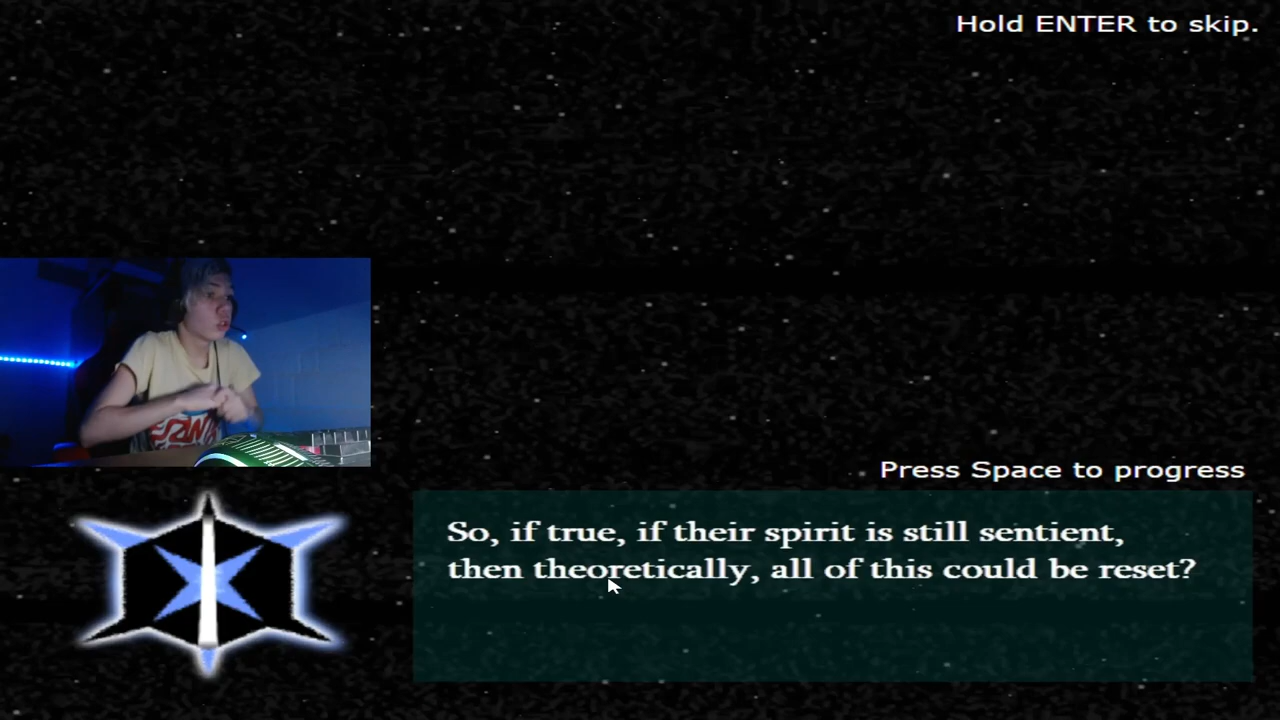 Hold ENTER to skip.
Press Space to progress
So, if true, if their spirit is still sentient,
then theoretically, all of this could be reset?